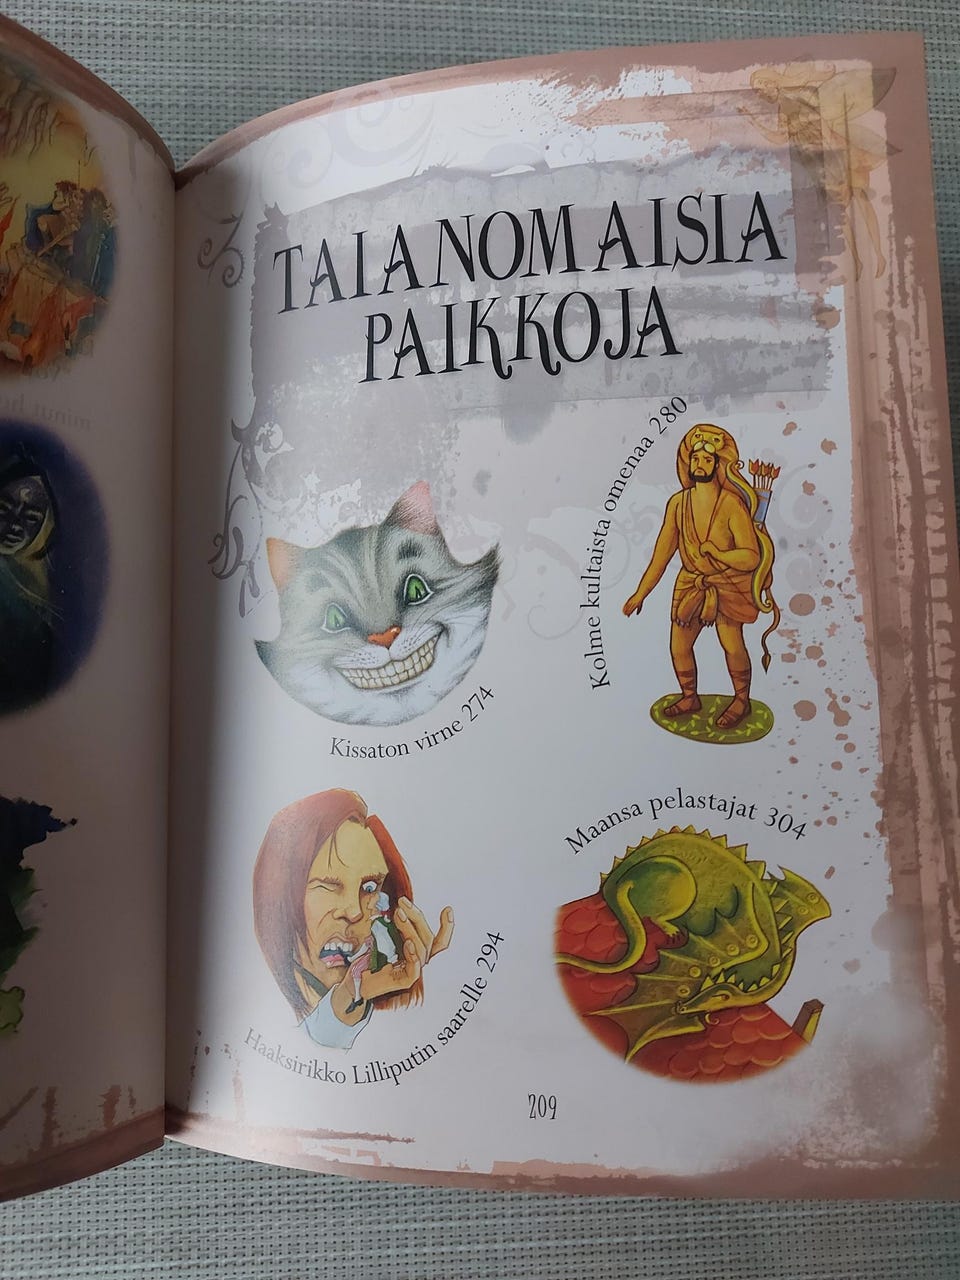 TAIANOMAISIA
PAIKKOJA
Kolme kultaista omenaa 280
Kissaton virne 274
Maansa pelastajat 304
Haaksirikko Lilliputin saarelle 294
209